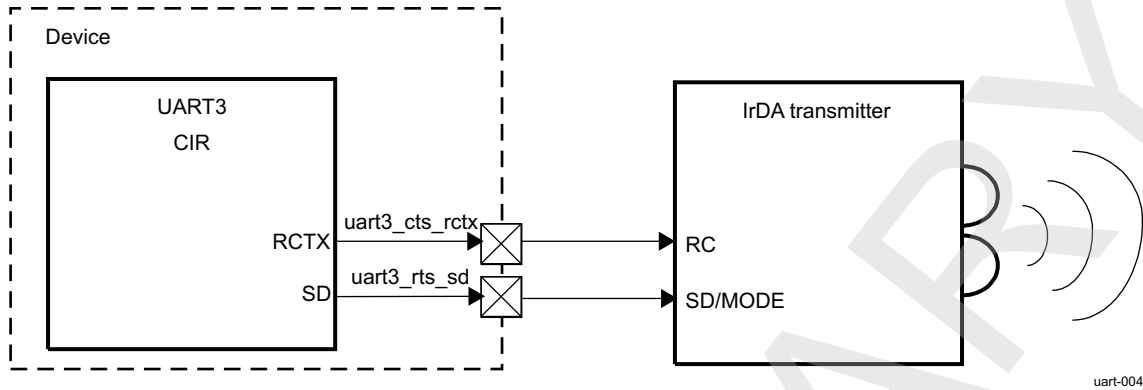 Device
UART3
CIR
IrDA transmitter
uart3_cts_rctx
RCTX
RC
uart3_rts_sd
SD
SD/MODE
uart-004